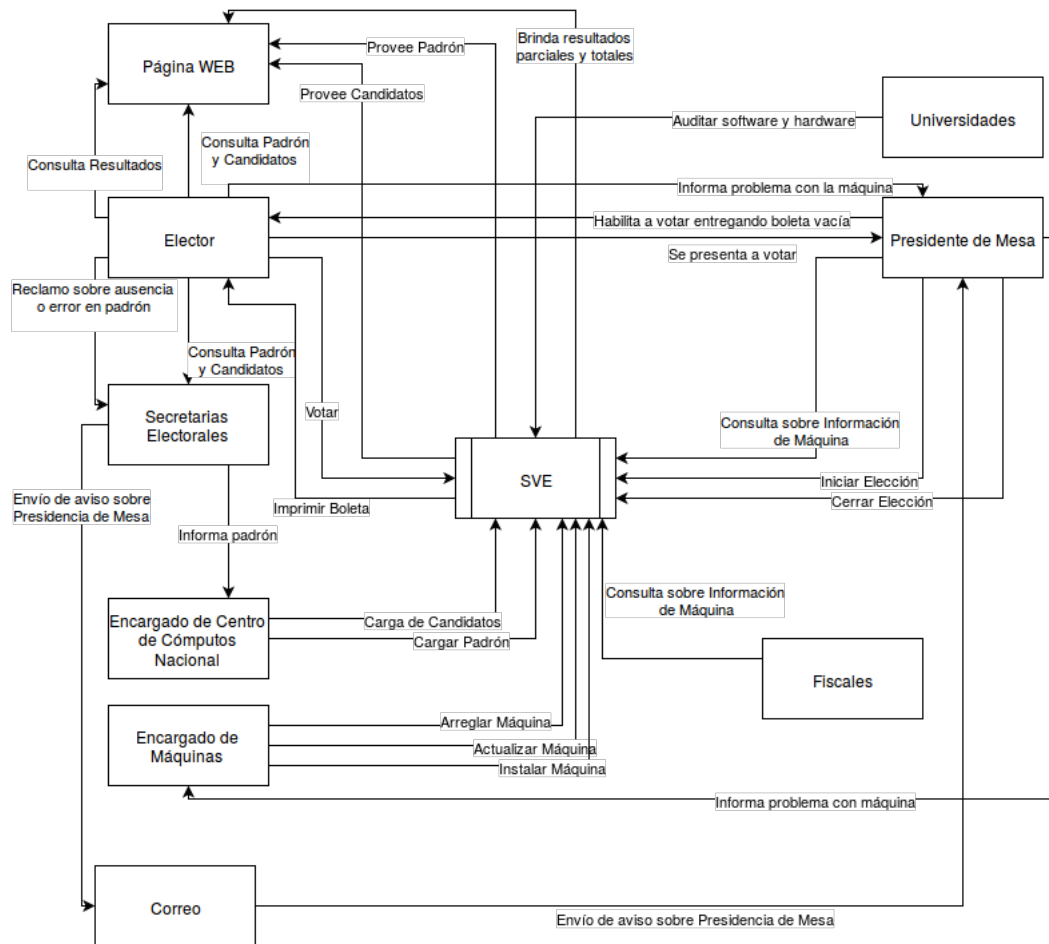 Brinda resultados
parciales y totales
Provee Padrón
Página WEB
Provee Candidatos
Auditar software y hardware
Universidades
Consulta Padrón
y Candidatos
Consulta Resultados
Informa problema con la máquina
Habilita a votar entregando boleta vacía
Elector
Presidente de Mesa
Se presenta a votar
Reclamo sobre ausencia
o error en padrón
Consulta Padrón
y Candidatos
Secretarias
Electorales
Votar
Consulta sobre Información
de Máquina
SVE
Iniciar Elección
Cerrar Elección
Imprimir Boleta
Envío de aviso sobre
Presidencia de Mesa
Informa padrón
Consulta sobre Información
de Máquina
Encargado de Centro
de Cómputos
Nacional
Carga de Candidatos
Cargar Padrón
Fiscales
Encargado de
Máquinas
Arreglar Máquina
Actualizar Máquina
Instalar Máquina
Informa problema con máquina
Correo
Envío de aviso sobre Presidencia de Mesa